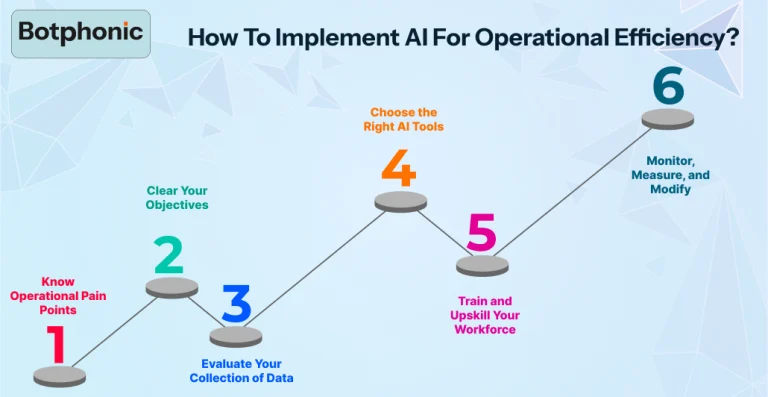 Botphonic
How To Implement AI For Operational Efficiency?
1
Know
Operational Pain
Points
2
Clear Your
Objectives
3
Evaluate Your
Collection of Data
4
Choose the
Right AI Tools
5
Train and
Upskill Your
Workforce
6
Monitor,
Measure, and
Modify